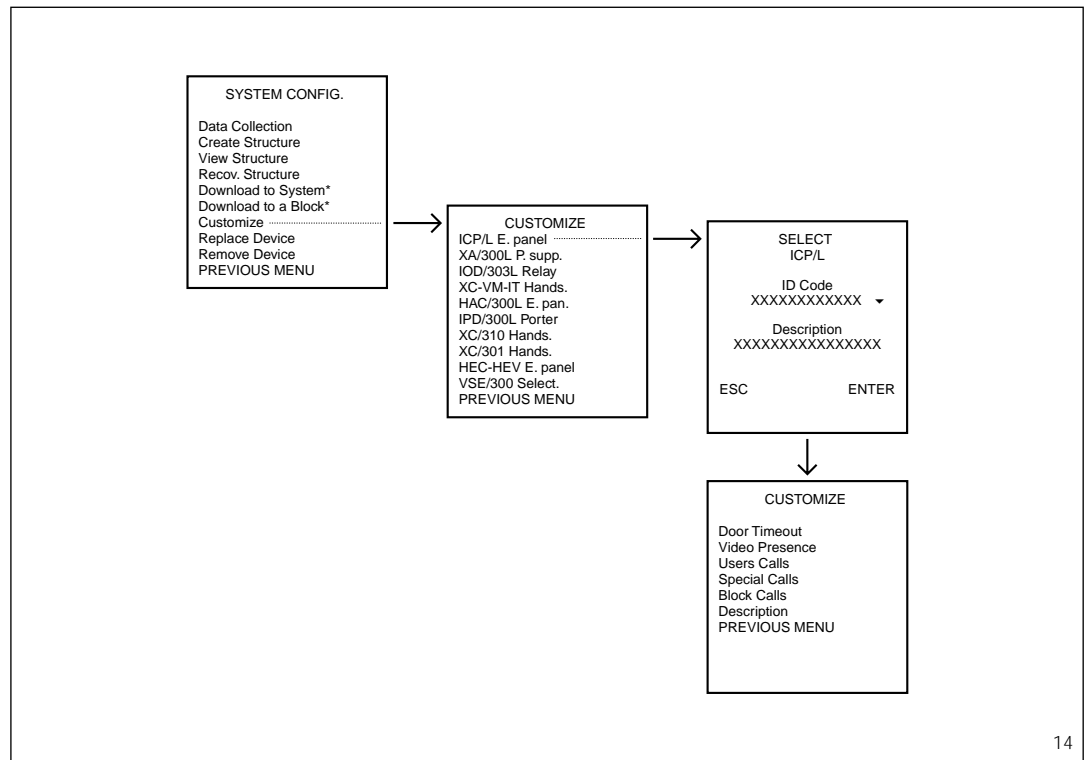 SYSTEM CONFIG.
Data Collection
Create Structure
View Structure
Recov. Structure
Download to System*
Download to a Block*
Customize
Replace Device
Remove Device
PREVIOUS MENU
CUSTOMIZE
ICP/L E. panel
XA/300L P. supp.
IOD/303L Relay
XC-VM-IT Hands.
HAC/300L E. pan.
IPD/300L Porter
XC/310 Hands.
XC/301 Hands.
HEC-HEV E. panel
VSE/300 Select.
PREVIOUS MENU
SELECT
ICP/L
ID Code
XXXXXXXXXXXX
Description
XXXXXXXXXXXXXXXX
ESC ENTER
CUSTOMIZE
Door Timeout
Video Presence
Users Calls
Special Calls
Block Calls
Description
PREVIOUS MENU
14